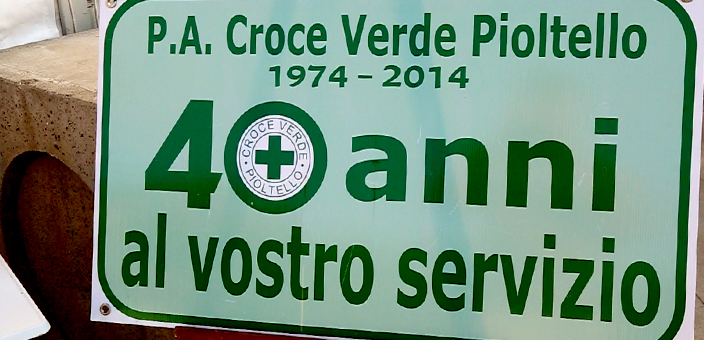 P.A. Croce Verde Pioltello
1974 – 2014
40 anni
CROCE VERDE
• PIOLTELLO •
al vostro servizio